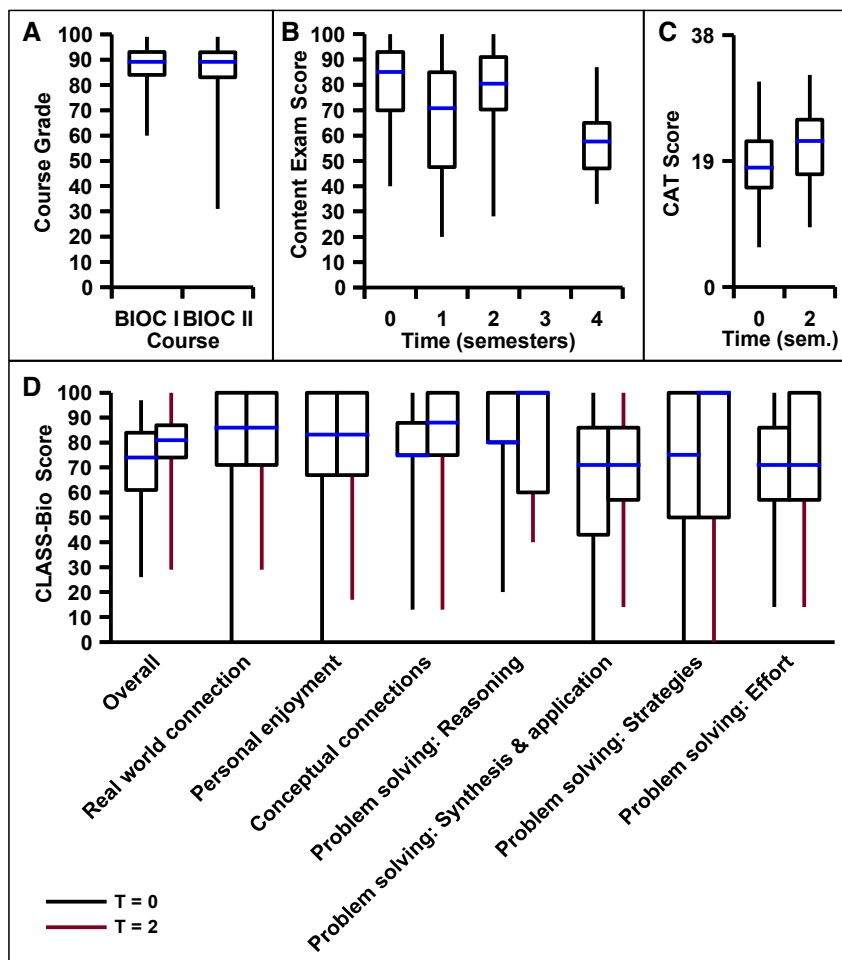 A
Course Grade
100
90
80
70
60
50
40
30
20
10
0
BIOC I BIOC II
Course
B
Content Exam Score
100
90
80
70
60
50
40
30
80
10
0
0 1 2 3 4
Time (semesters)
C
CAT Score
38
19
0
0 2
Time (sem.)
D
CLASS-Bio Score
100
90
80
70
60
50
40
30
20
10
0
Overall
Real world connection
Personal enjoyment
Conceptual connections
Problem solving: Reasoning
Problem solving: Synthesis & application
Problem solving: Strategies
Problem solving: Effort
T = 0
T = 2